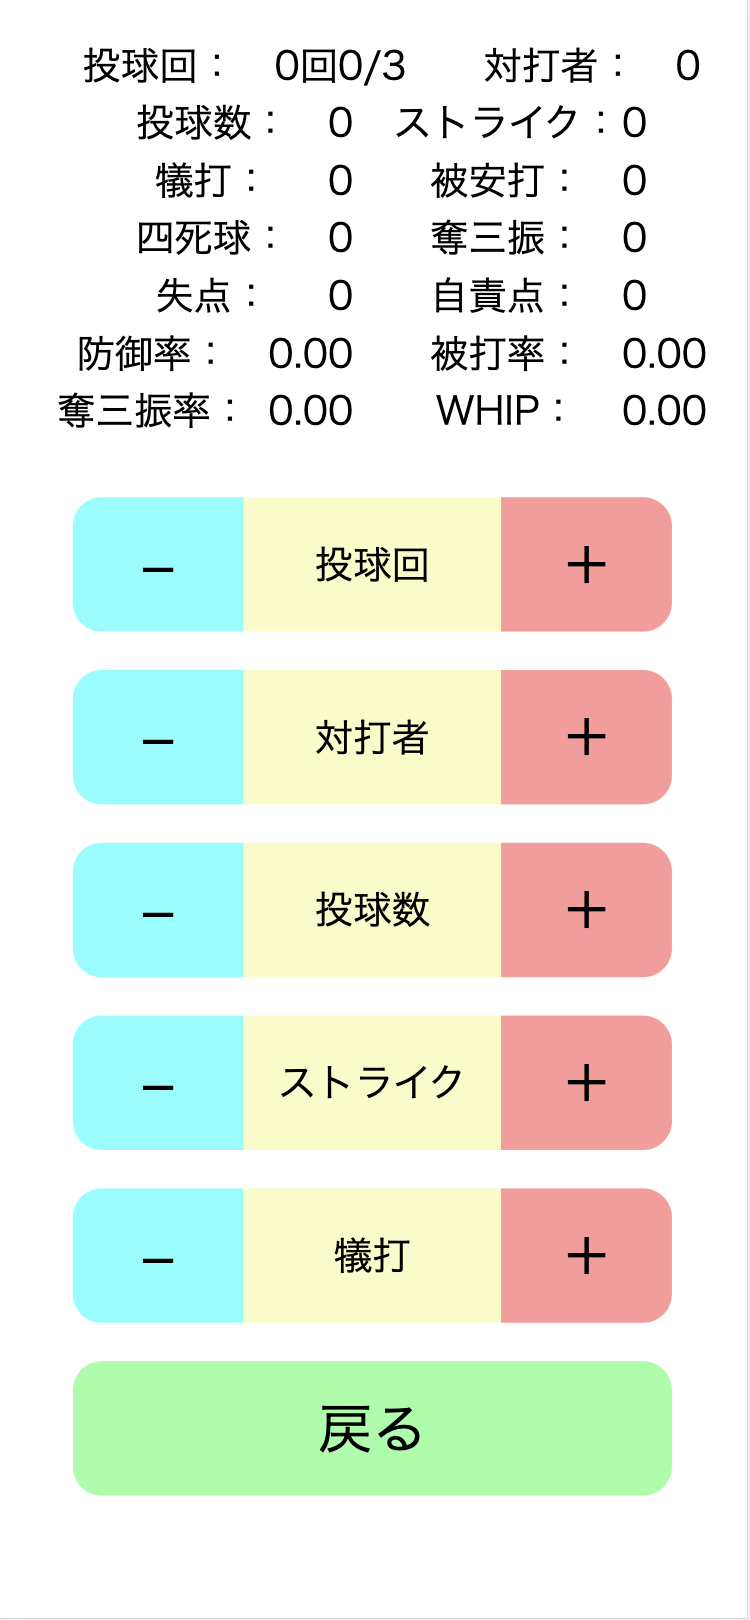 投球回： 0回0/3 対打者： 0
投球数： 0 ストライク：0
犠打： 0 被安打： 0
四死球： 0 奪三振： 0
失点： 0 自責点： 0
防御率： 0.00 被打率： 0.00
奪三振率： 0.00 WHIP： 0.00
− 投球回 ＋
− 対打者 ＋
− 投球数 ＋
− ストライク ＋
− 犠打 ＋
戻る